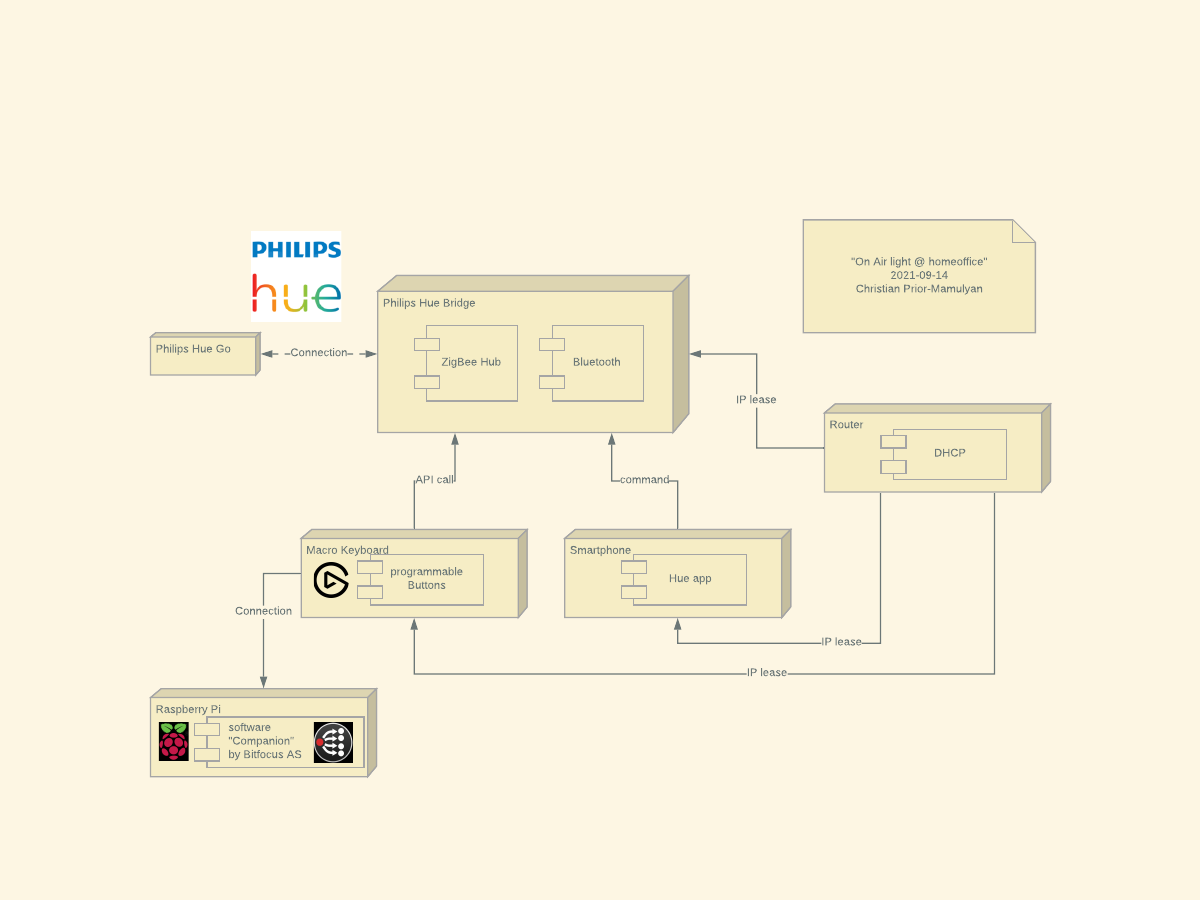 PHILIPS
hue
"On Air light @ homeoffice"
2021-09-14
Christian Prior-Mamulyan
Philips Hue Bridge
ZigBee Hub
Bluetooth
Philips Hue Go
Connection
IP lease
Router
DHCP
API call
command
Macro Keyboard
programmable
Buttons
Smartphone
Hue app
Connection
IP lease
IP lease
Raspberry Pi
software
"Companion"
by Bitfocus AS